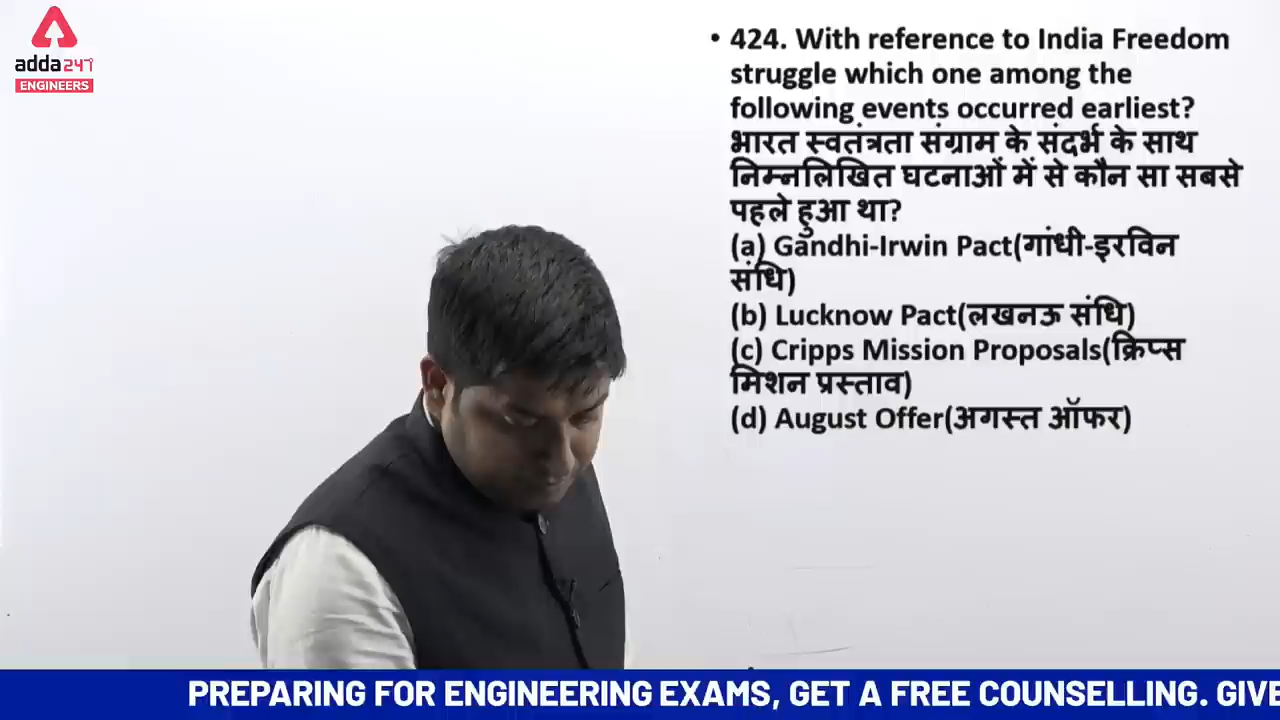 adda247
ENGINEERS
• 424. With reference to India Freedom
struggle which one among the
following events occurred earliest?
भारत स्वतंत्रता संग्राम के संदर्भ के साथ
निम्नलिखित घटनाओं में से कौन सा सबसे
पहले हुआ था?
(a) Gandhi-Irwin Pact(गांधी-इरविन
संधि)
(b) Lucknow Pact(लखनऊ संधि)
(c) Cripps Mission Proposals(क्रिप्स
मिशन प्रस्ताव)
(d) August Offer(अगस्त ऑफर)
PREPARING FOR ENGINEERING EXAMS, GET A FREE COUNSELLING. GIVE